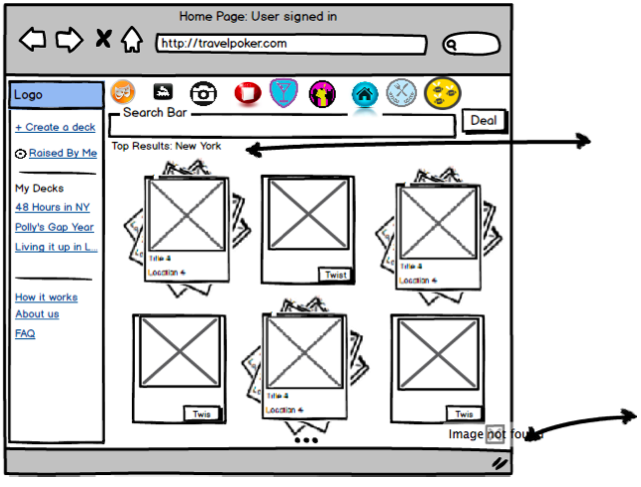 Home Page: User signed in
http://travelpoker.com
Logo
Search Bar
Deal
+ Create a deck
Top Results: New York
Raised By Me
My Decks
48 Hours in NY
Polly's Gap Year
Living it up in L...
How it works
About us
FAQ
Title 4
Location 4
Twist
Title 4
Location 4
Twis
Title 4
Location 4
Twis
Image not found